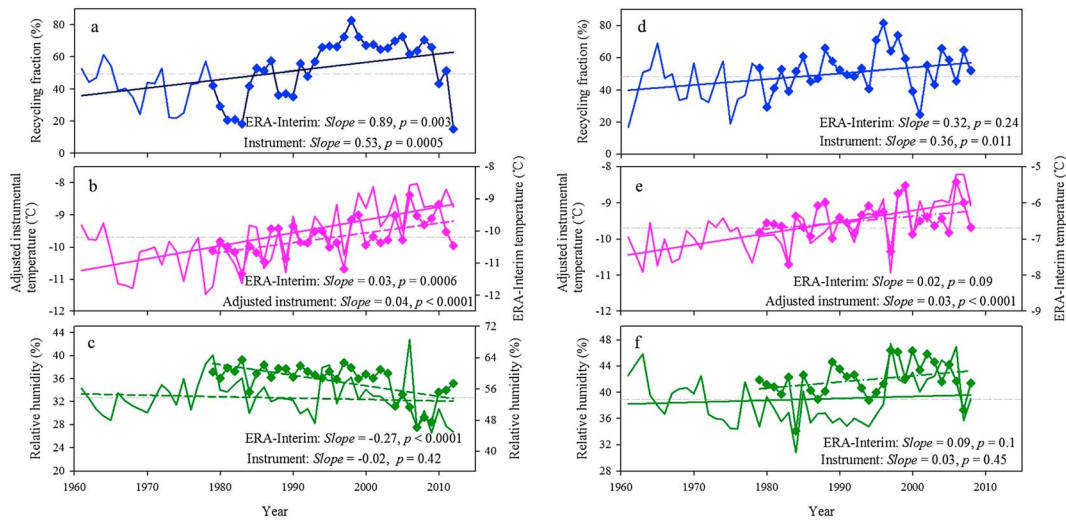 a
Recycling fraction (%)
80
60
40
20
0
ERA-Interim: Slope = 0.89, p = 0.003
Instrument: Slope = 0.53, p = 0.0005
d
Recycling fraction (%)
80
60
40
20
0
ERA-Interim: Slope = 0.32, p = 0.24
Instrument: Slope = 0.36, p = 0.011
b
Adjusted instrumental
temperature (℃)
-8
-9
-10
-11
-12
ERA-Interim temperature (℃)
-9
-10
-11
-12
ERA-Interim: Slope = 0.03, p = 0.0006
Adjusted instrument: Slope = 0.04, p < 0.0001
e
Adjusted instrumental
temperature (℃)
-8
-9
-10
-11
-12
ERA-Interim temperature (℃)
-5
-6
-7
-8
-9
ERA-Interim: Slope = 0.02, p = 0.09
Adjusted instrument: Slope = 0.03, p < 0.0001
c
Relative humidity (%)
44
40
36
32
28
24
20
Relative humidity (%)
72
64
56
48
40
ERA-Interim: Slope = -0.27, p < 0.0001
Instrument: Slope = -0.02, p = 0.42
1960
1970
1980
1990
2000
2010
Year
f
Relative humidity (%)
48
44
40
36
32
28
ERA-Interim: Slope = 0.09, p = 0.1
Instrument: Slope = 0.03, p = 0.45
1960
1970
1980
1990
2000
2010
Year